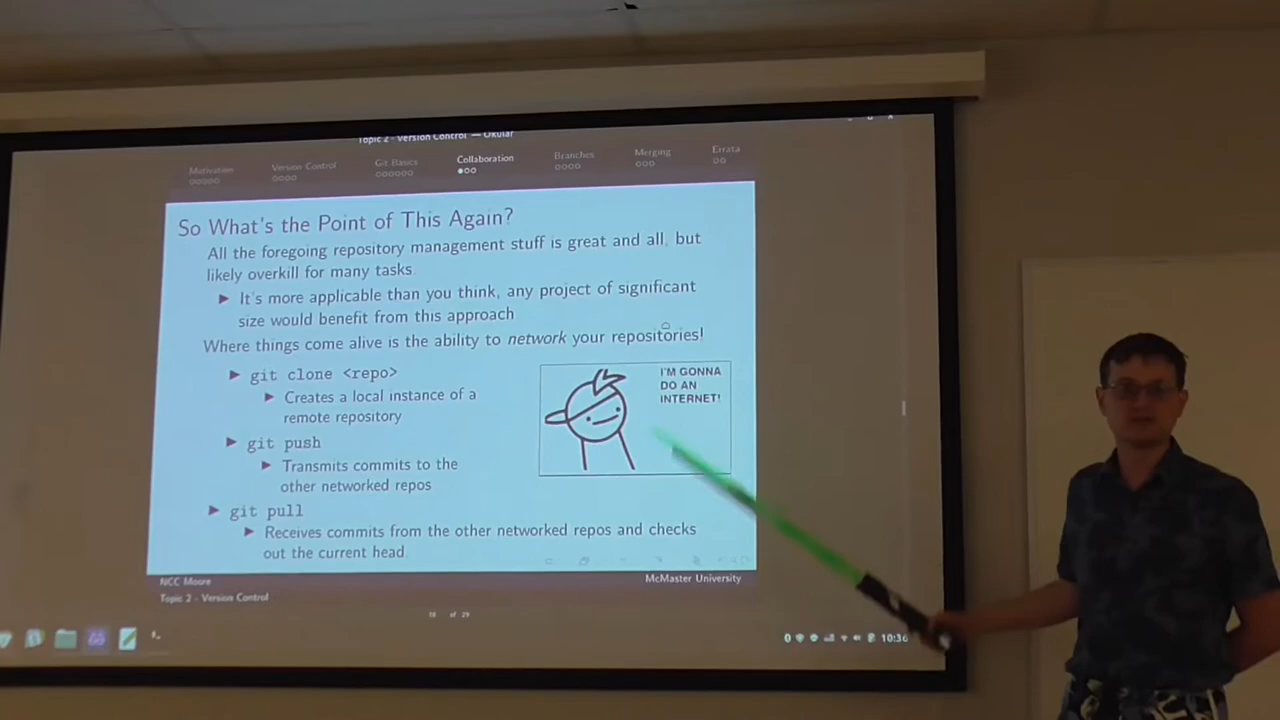 Topic 2 - Version Control — Okular
Motivation Version Control Git Basics Collaboration Branches Merging Errata
So What's the Point of This Again?
All the foregoing repository management stuff is great and all, but
likely overkill for many tasks.
▶ It's more applicable than you think, any project of significant
size would benefit from this approach
Where things come alive is the ability to network your repositories!
▶ git clone <repo>
▶ Creates a local instance of a
remote repository
▶ git push
▶ Transmits commits to the
other networked repos
▶ git pull
▶ Receives commits from the other networked repos and checks
out the current head.
I'M GONNA
DO AN
INTERNET!
NCC Moore McMaster University
Topic 2 - Version Control
of 29
10:36